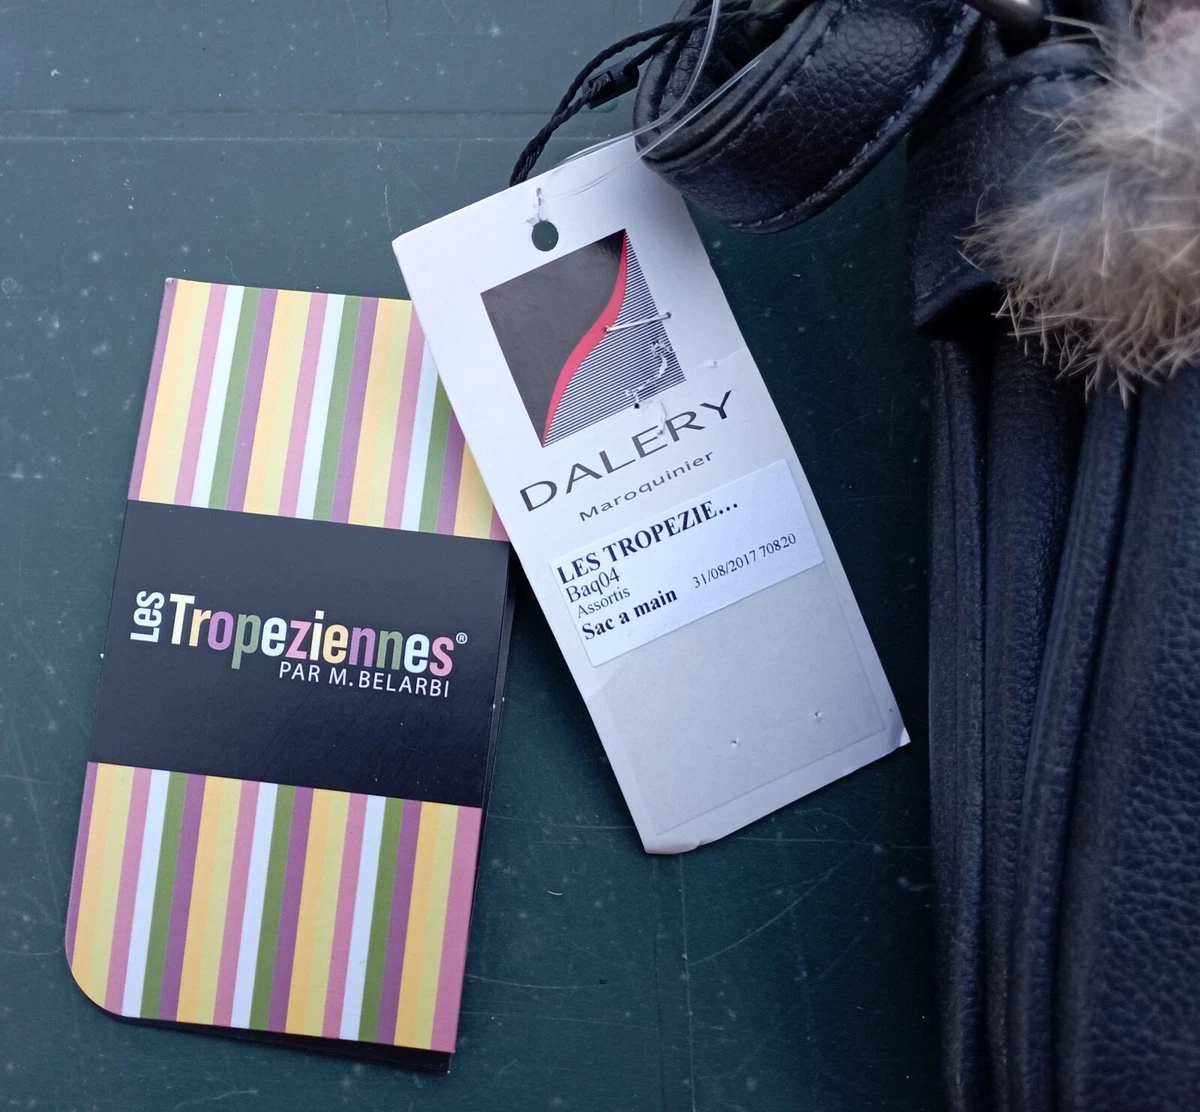 Les Tropeziennes®
PAR M. BELARBI
DALERY
Maroquinier
LES TROPEZIE...
Baq04
Assortis 31/08/2017 70820
Sac a main